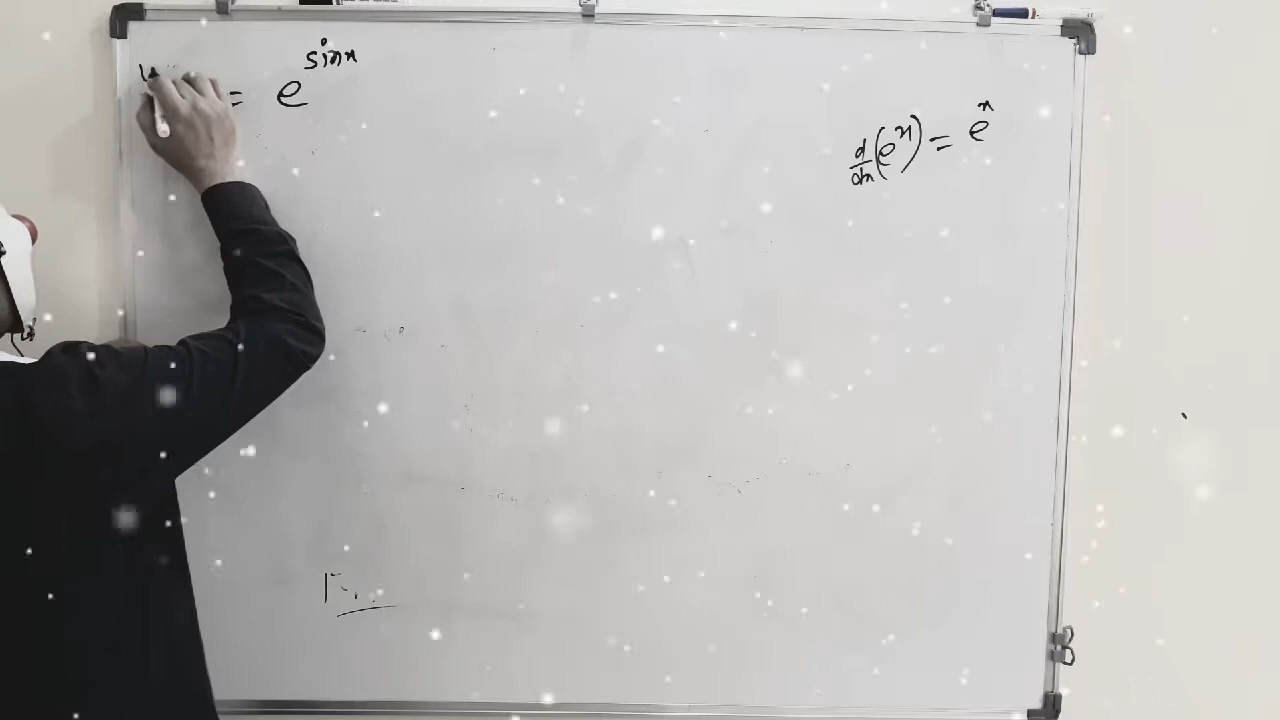 = e^sinx
d/dx(e^x) = e^x